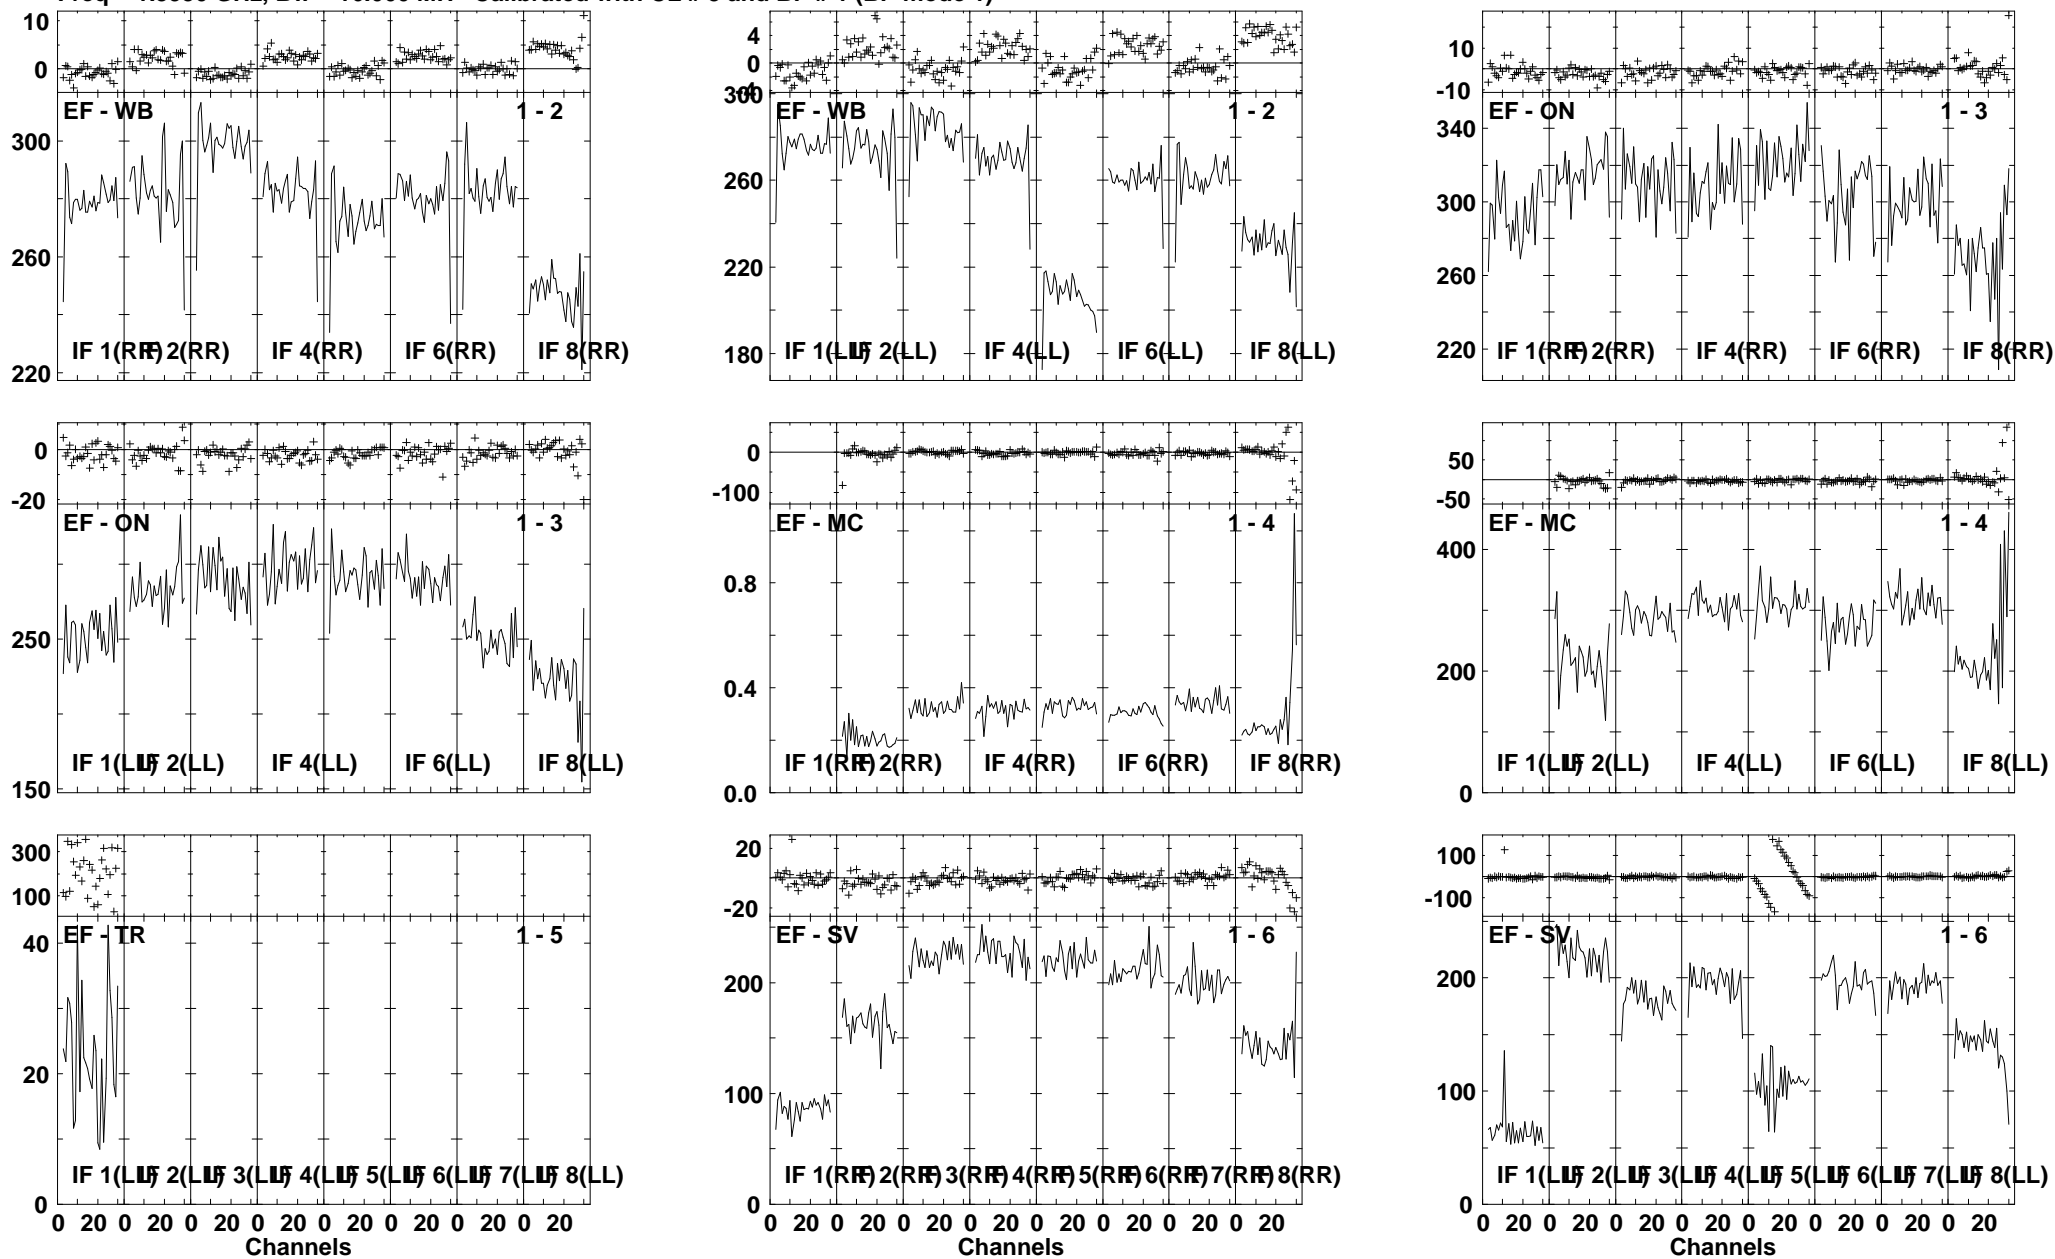 10
0
EF - WB 1 - 2
300
260
220
IF 1(RR) IF 2(RR) IF 4(RR) IF 6(RR) IF 8(RR)
4
0
-4
300
EF - WB 1 - 2
260
220
180
IF 1(LL) IF 2(LL) IF 4(LL) IF 6(LL) IF 8(LL)
10
-10
EF - ON 1 - 3
340
300
260
220
IF 1(RR) IF 2(RR) IF 4(RR) IF 6(RR) IF 8(RR)
0
-20
EF - ON 1 - 3
250
150
IF 1(LL) IF 2(LL) IF 4(LL) IF 6(LL) IF 8(LL)
0
-100
EF - MC 1 - 4
0.8
0.4
0.0
IF 1(RR) IF 2(RR) IF 4(RR) IF 6(RR) IF 8(RR)
50
-50
EF - MC 1 - 4
400
200
0
IF 1(LL) IF 2(LL) IF 4(LL) IF 6(LL) IF 8(LL)
300
100
EF - TR 1 - 5
40
20
0
IF 1(LL) IF 2(LL) IF 3(LL) IF 4(LL) IF 5(LL) IF 6(LL) IF 7(LL) IF 8(LL)
0 20 0 20 0 20 0 20 0 20 0 20 0 20 0 20
Channels
20
-20
EF - SV 1 - 6
200
100
0
IF 1(RR) IF 2(RR) IF 3(RR) IF 4(RR) IF 5(RR) IF 6(RR) IF 7(RR) IF 8(RR)
0 20 0 20 0 20 0 20 0 20 0 20 0 20 0 20
Channels
100
-100
EF - SV 1 - 6
200
100
0
IF 1(LL) IF 2(LL) IF 3(LL) IF 4(LL) IF 5(LL) IF 6(LL) IF 7(LL) IF 8(LL)
0 20 0 20 0 20 0 20 0 20 0 20 0 20 0 20
Channels